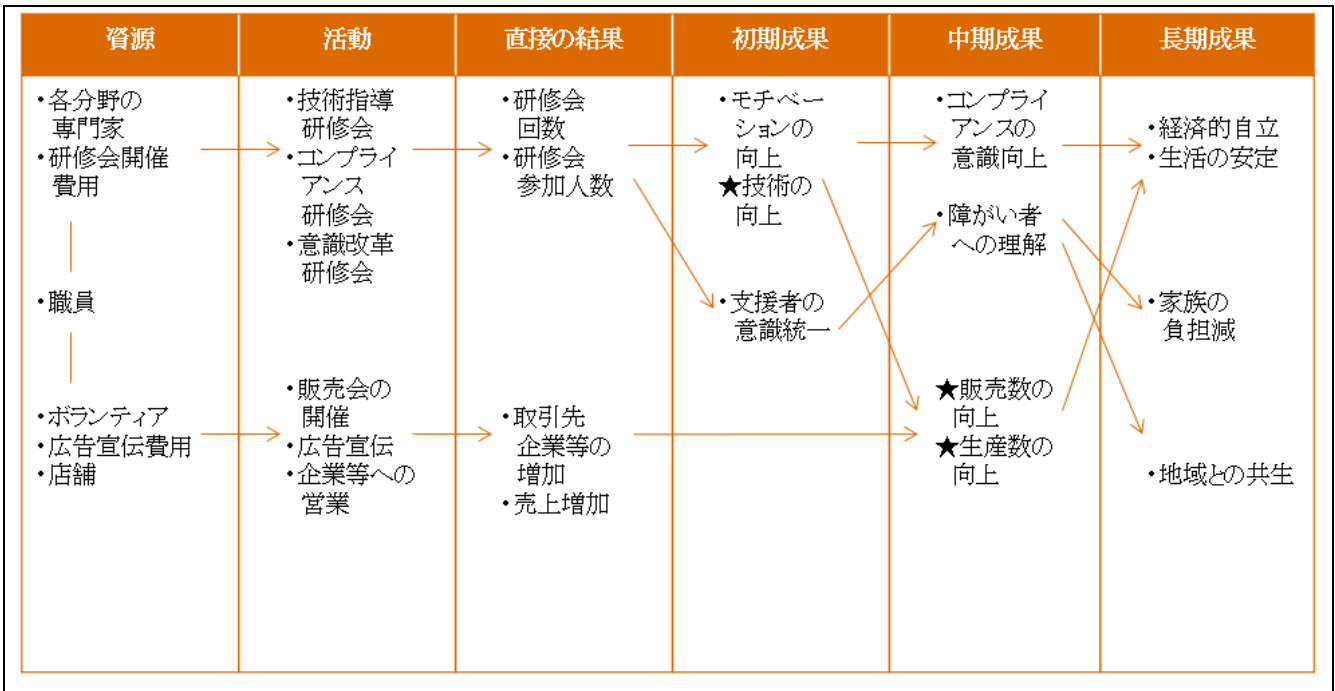 資源
活動
直接の結果
初期成果
中期成果
長期成果
・各分野の
専門家
・研修会開催
費用
・職員
・ボランティア
・広告宣伝費用
・店舗
・技術指導
研修会
・コンプライ
アンス
研修会
・意識改革
研修会
・販売会の
開催
・広告宣伝
・企業等への
営業
・研修会
回数
・研修会
参加人数
・取引先
企業等の
増加
・売上増加
・モチベー
ションの
向上
★技術の
向上
・支援者の
意識統一
・コンプライ
アンスの
意識向上
・障がい者
への理解
★販売数の
向上
★生産数の
向上
・経済的自立
・生活の安定
・家族の
負担減
・地域との共生